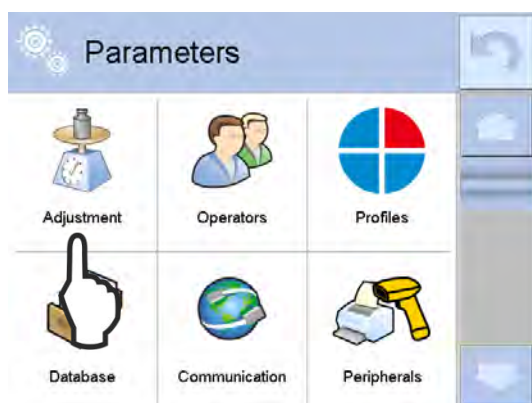 Parameters
Adjustment Operators Profiles
Database Communication Peripherals